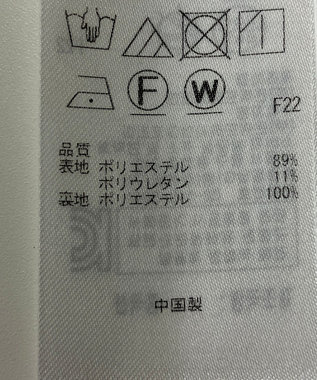 F W
F22
品質
表地 ポリエステル 89%
ポリウレタン 11%
裏地 ポリエステル 100%
中国製